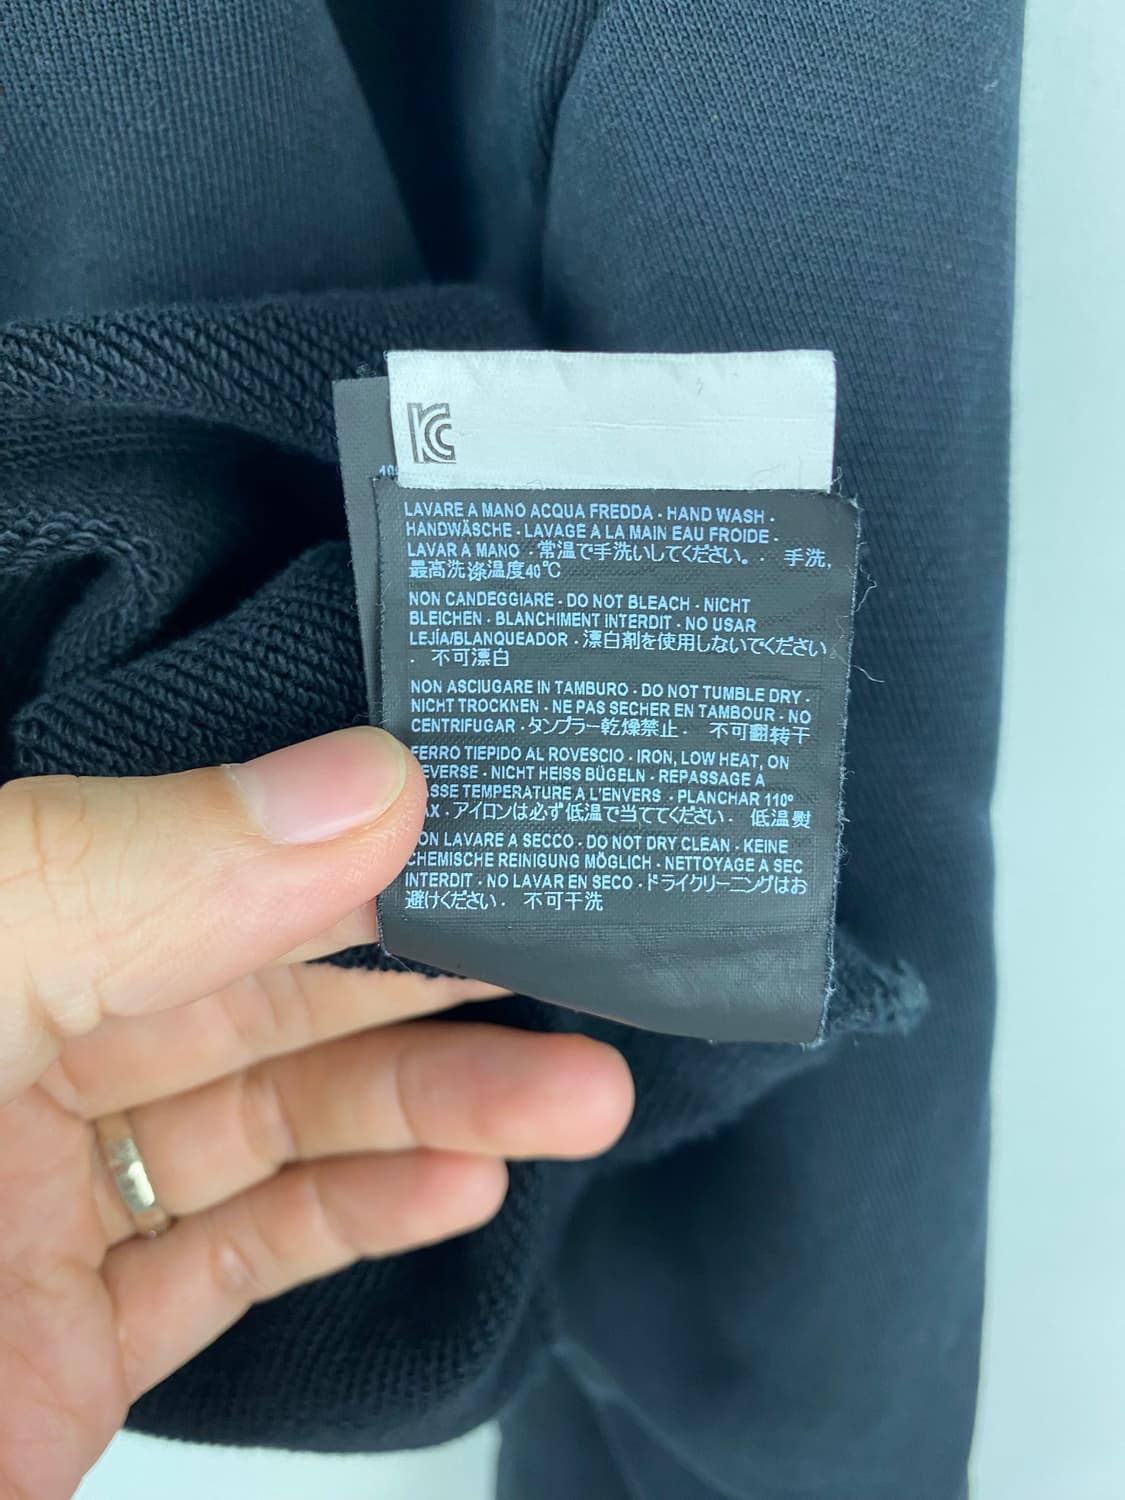 KC
10
LAVARE A MANO ACQUA FREDDA - HAND WASH -
HANDWÄSCHE - LAVAGE A LA MAIN EAU FROIDE -
LAVAR A MANO - 常温で手洗いしてください。 · 手洗,
最高洗涤温度40℃
NON CANDEGGIARE - DO NOT BLEACH - NICHT
BLEICHEN - BLANCHIMENT INTERDIT - NO USAR
LEJÍA/BLANQUEADOR - 漂白剤を使用しないでください
. 不可漂白
NON ASCIUGARE IN TAMBURO - DO NOT TUMBLE DRY -
NICHT TROCKNEN - NE PAS SECHER EN TAMBOUR - NO
CENTRIFUGAR - タンブラー乾燥禁止. 不可翻转干
FERRO TIEPIDO AL ROVESCIO - IRON, LOW HEAT, ON
EVERSE - NICHT HEISS BÜGELN - REPASSAGE A
SSE TEMPERATURE A L'ENVERS - PLANCHAR 110º
AX - アイロンは必ず低温で当ててください. 低温熨
ON LAVARE A SECCO - DO NOT DRY CLEAN - KEINE
CHEMISCHE REINIGUNG MÖGLICH - NETTOYAGE A SEC
INTERDIT - NO LAVAR EN SECO - ドライクリーニングはお
避けください. 不可干洗